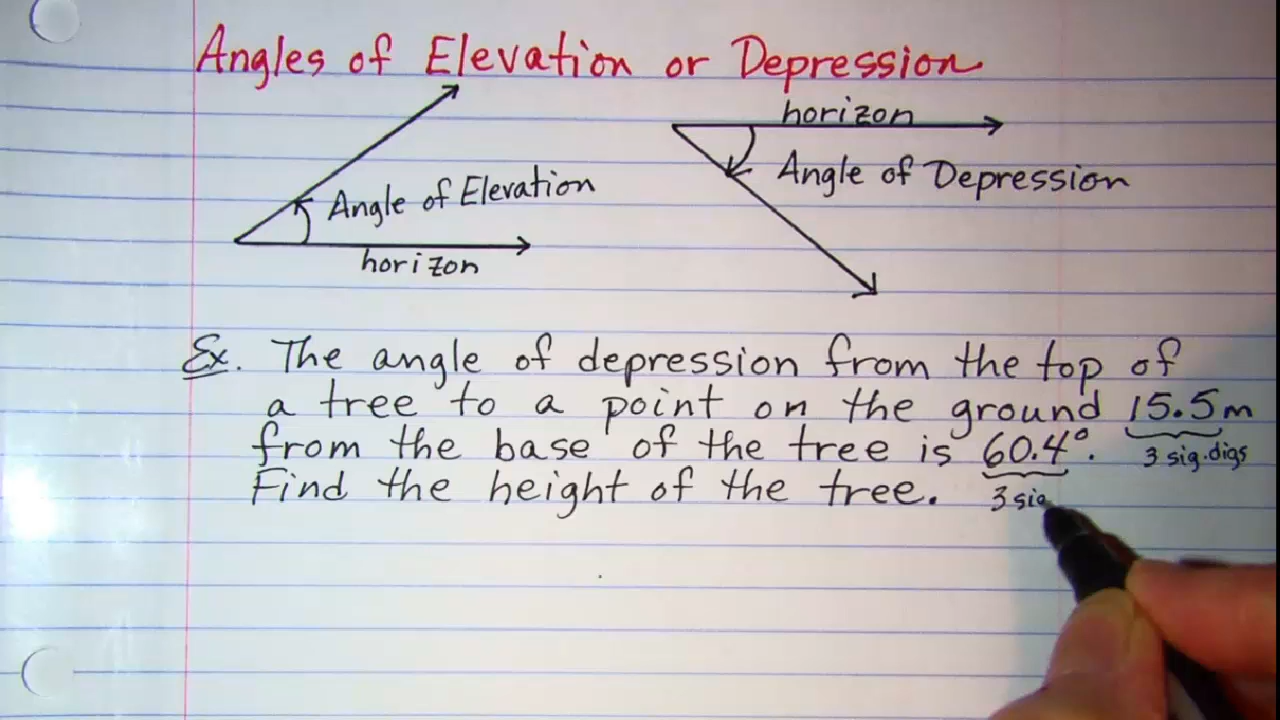 Angles of Elevation or Depression
horizon
Angle of Depression
Angle of Elevation
horizon
Ex. The angle of depression from the top of
a tree to a point on the ground 15.5m
from the base of the tree is 60.4°.
3 sig.digs
Find the height of the tree.
3 sig